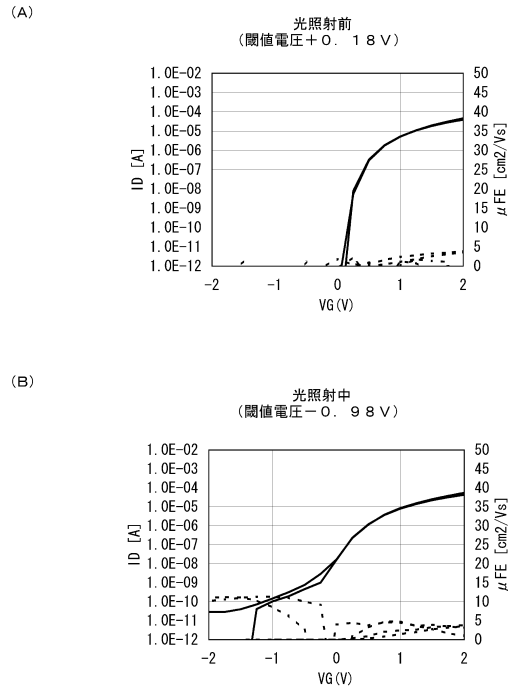 （A）
光照射前
（閾値電圧＋０．１８Ｖ）
1.0E-02
1.0E-03
1.0E-04
1.0E-05
1.0E-06
1.0E-07
1.0E-08
1.0E-09
1.0E-10
1.0E-11
1.0E-12
ID [A]
50
45
40
35
30
25
20
15
10
5
0
μFE [cm2/Vs]
-2 -1 0 1 2
VG(V)
（B）
光照射中
（閾値電圧－０．９８Ｖ）
1.0E-02
1.0E-03
1.0E-04
1.0E-05
1.0E-06
1.0E-07
1.0E-08
1.0E-09
1.0E-10
1.0E-11
1.0E-12
ID [A]
50
45
40
35
30
25
20
15
10
5
0
μFE [cm2/Vs]
-2 -1 0 1 2
VG(V)